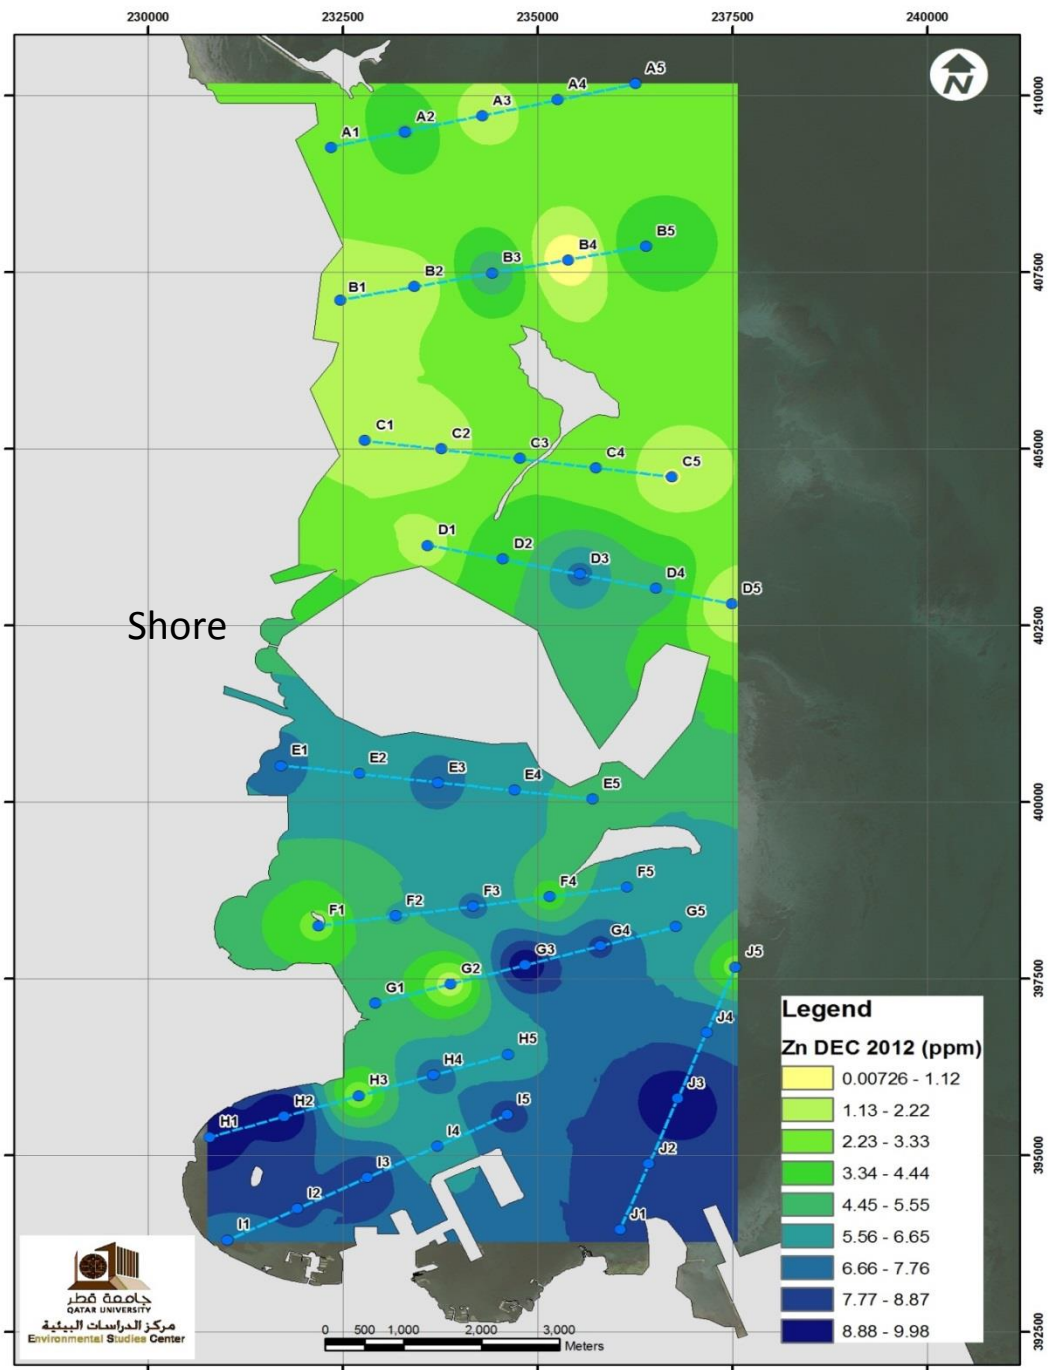 230000 232500 235000 237500 240000
A5
A4
A3
A2
A1
410000
B5
B4
B3
B2
B1
407500
C1
C2
C3
C4
C5
405000
D1
D2
D3
D4
D5
Shore
402500
E1
E2
E3
E4
E5
400000
F5
F4
F3
F2
F1
G5
G4
G3
G2
G1
397500
J5
J4
J3
J2
J1
H5
H4
H3
H2
H1
I5
I4
I3
I2
I1
395000
392500
N
Legend
Zn DEC 2012 (ppm)
0.00726 - 1.12
1.13 - 2.22
2.23 - 3.33
3.34 - 4.44
4.45 - 5.55
5.56 - 6.65
6.66 - 7.76
7.77 - 8.87
8.88 - 9.98
جامعة قطر
QATAR UNIVERSITY
مركز الدراسات البيئية
Environmental Studies Center
0 500 1,000 2,000 3,000
Meters